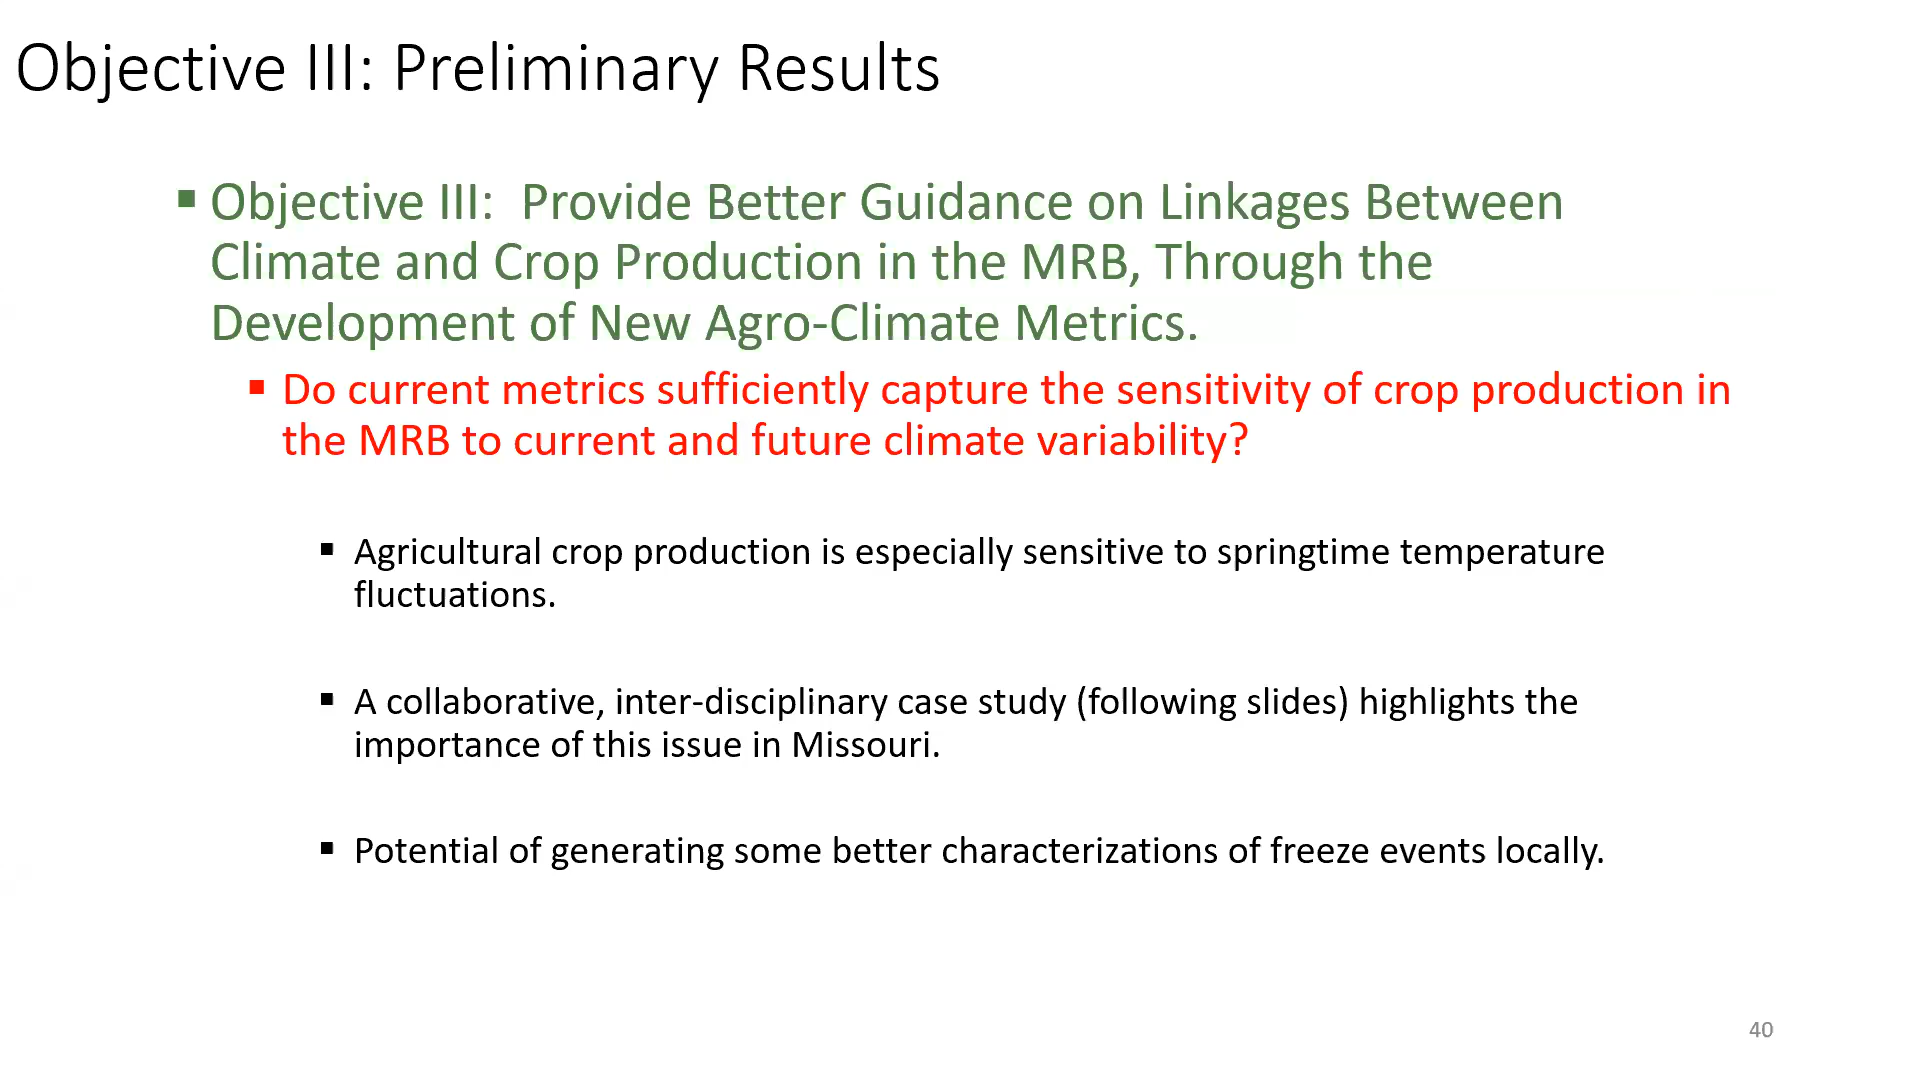 Objective III: Preliminary Results
▪ Objective III:  Provide Better Guidance on Linkages Between
Climate and Crop Production in the MRB, Through the
Development of New Agro-Climate Metrics.
▪ Do current metrics sufficiently capture the sensitivity of crop production in
the MRB to current and future climate variability?
▪ Agricultural crop production is especially sensitive to springtime temperature
fluctuations.
▪ A collaborative, inter-disciplinary case study (following slides) highlights the
importance of this issue in Missouri.
▪ Potential of generating some better characterizations of freeze events locally.
40